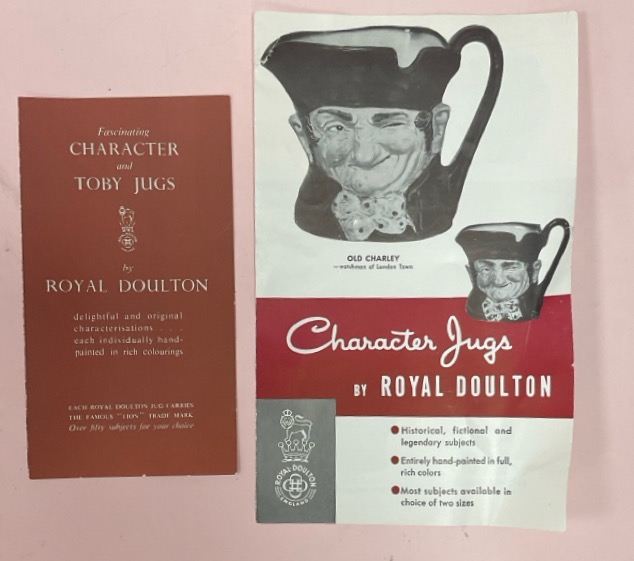 Fascinating
CHARACTER
and
TOBY JUGS
by
ROYAL DOULTON
delightful and original
characterisations . . .
each individually hand-
painted in rich colourings
EACH ROYAL DOULTON JUG CARRIES
THE FAMOUS "LION" TRADE MARK
Over fifty subjects for your choice
OLD CHARLEY
—watchman of London Town
Character Jugs
BY ROYAL DOULTON
Historical, fictional and
legendary subjects
Entirely hand-painted in full,
rich colors
Most subjects available in
choice of two sizes
ROYAL·DOULTON
ENGLAND